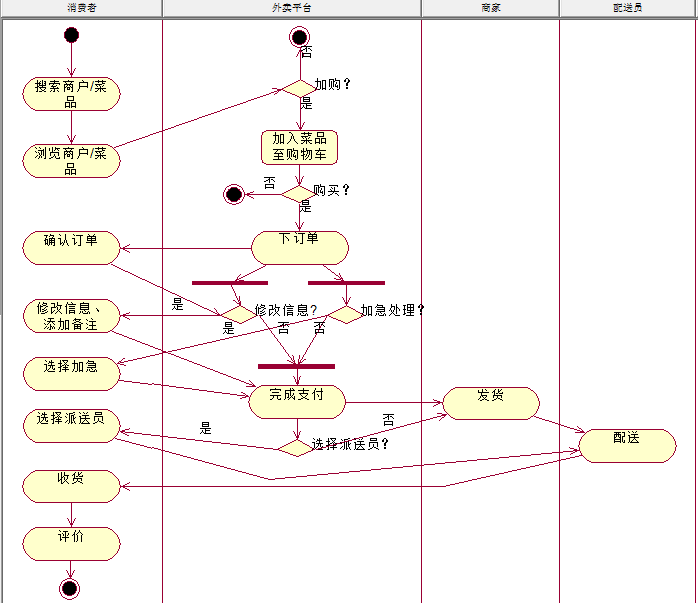 消费者
外卖平台
商家
配送员
否
搜索商户/菜
品
加购？
是
加入菜品
至购物车
浏览商户/菜
品
否
购买？
是
确认订单
下订单
是
修改信息、
添加备注
修改信息？
加急处理？
是
否
否
选择加急
完成支付
发货
选择派送员
是
否
选择派送员？
配送
收货
评价